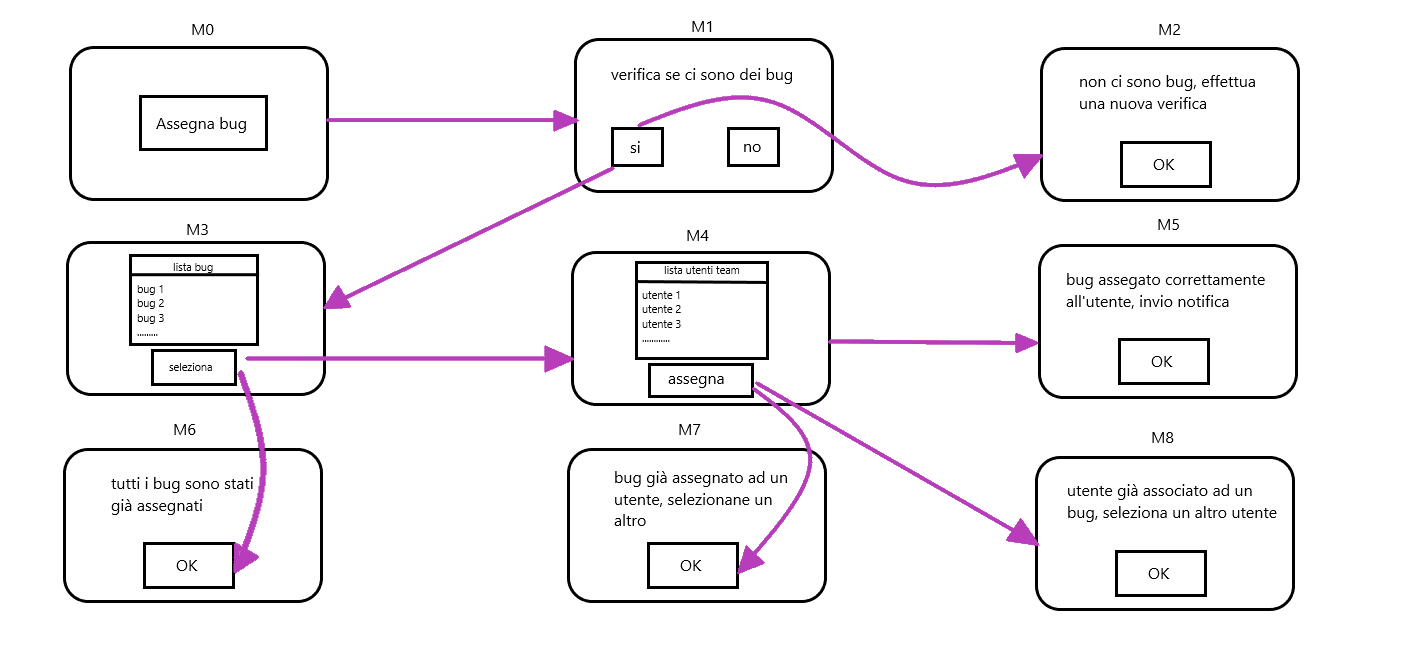 M0
Assegna bug
M1
verifica se ci sono dei bug
si
no
M2
non ci sono bug, effettua
una nuova verifica
OK
M3
lista bug
bug 1
bug 2
bug 3
.........
seleziona
M4
lista utenti team
utente 1
utente 2
utente 3
............
assegna
M5
bug assegato correttamente
all'utente, invio notifica
OK
M6
tutti i bug sono stati
già assegnati
OK
M7
bug già assegnato ad un
utente, selezionane un
altro
OK
M8
utente già associato ad un
bug, seleziona un altro utente
OK